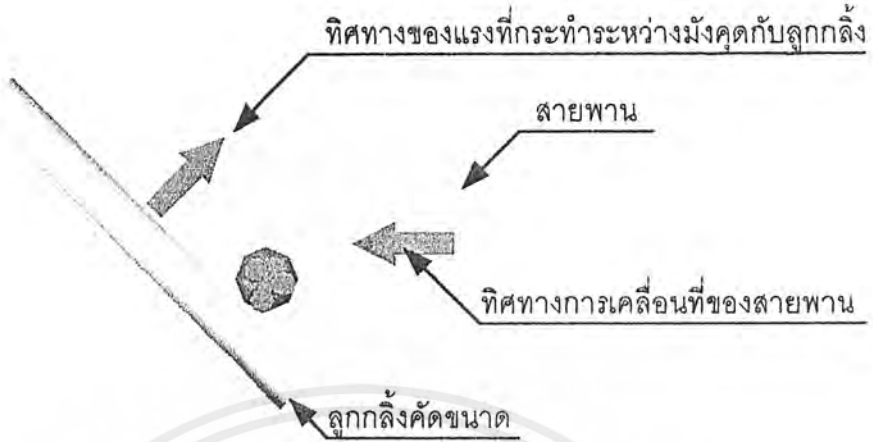 ทิศทางของแรงที่กระทำระหว่างมังคุดกับลูกกลิ้ง
สายพาน
ทิศทางการเคลื่อนที่ของสายพาน
ลูกกลิ้งคัดขนาด